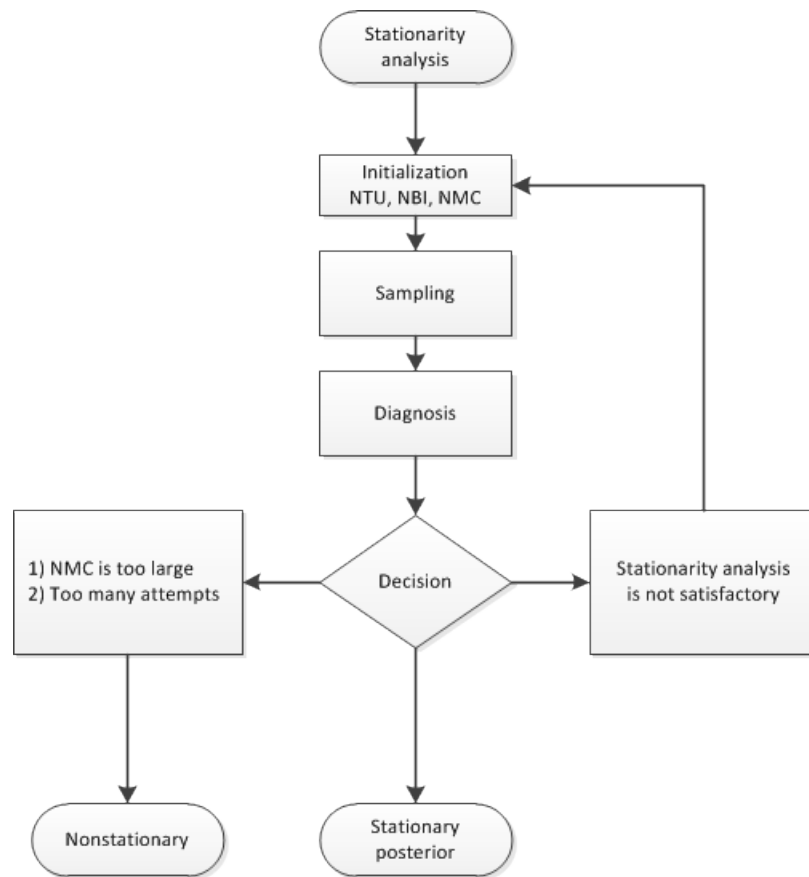 Stationarity
analysis
Initialization
NTU, NBI, NMC
Sampling
Diagnosis
1) NMC is too large
2) Too many attempts
Decision
Stationarity analysis
is not satisfactory
Nonstationary
Stationary
posterior